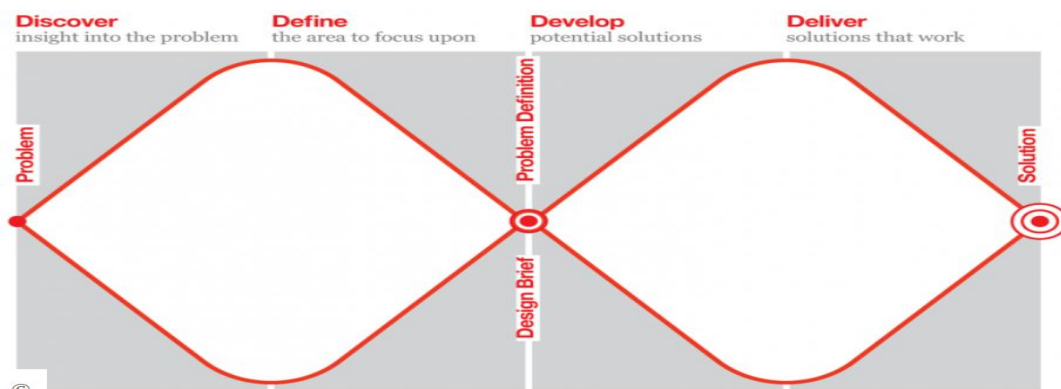 Discover
insight into the problem
Define
the area to focus upon
Develop
potential solutions
Deliver
solutions that work
Problem
Problem Definition
Design Brief
Solution
©